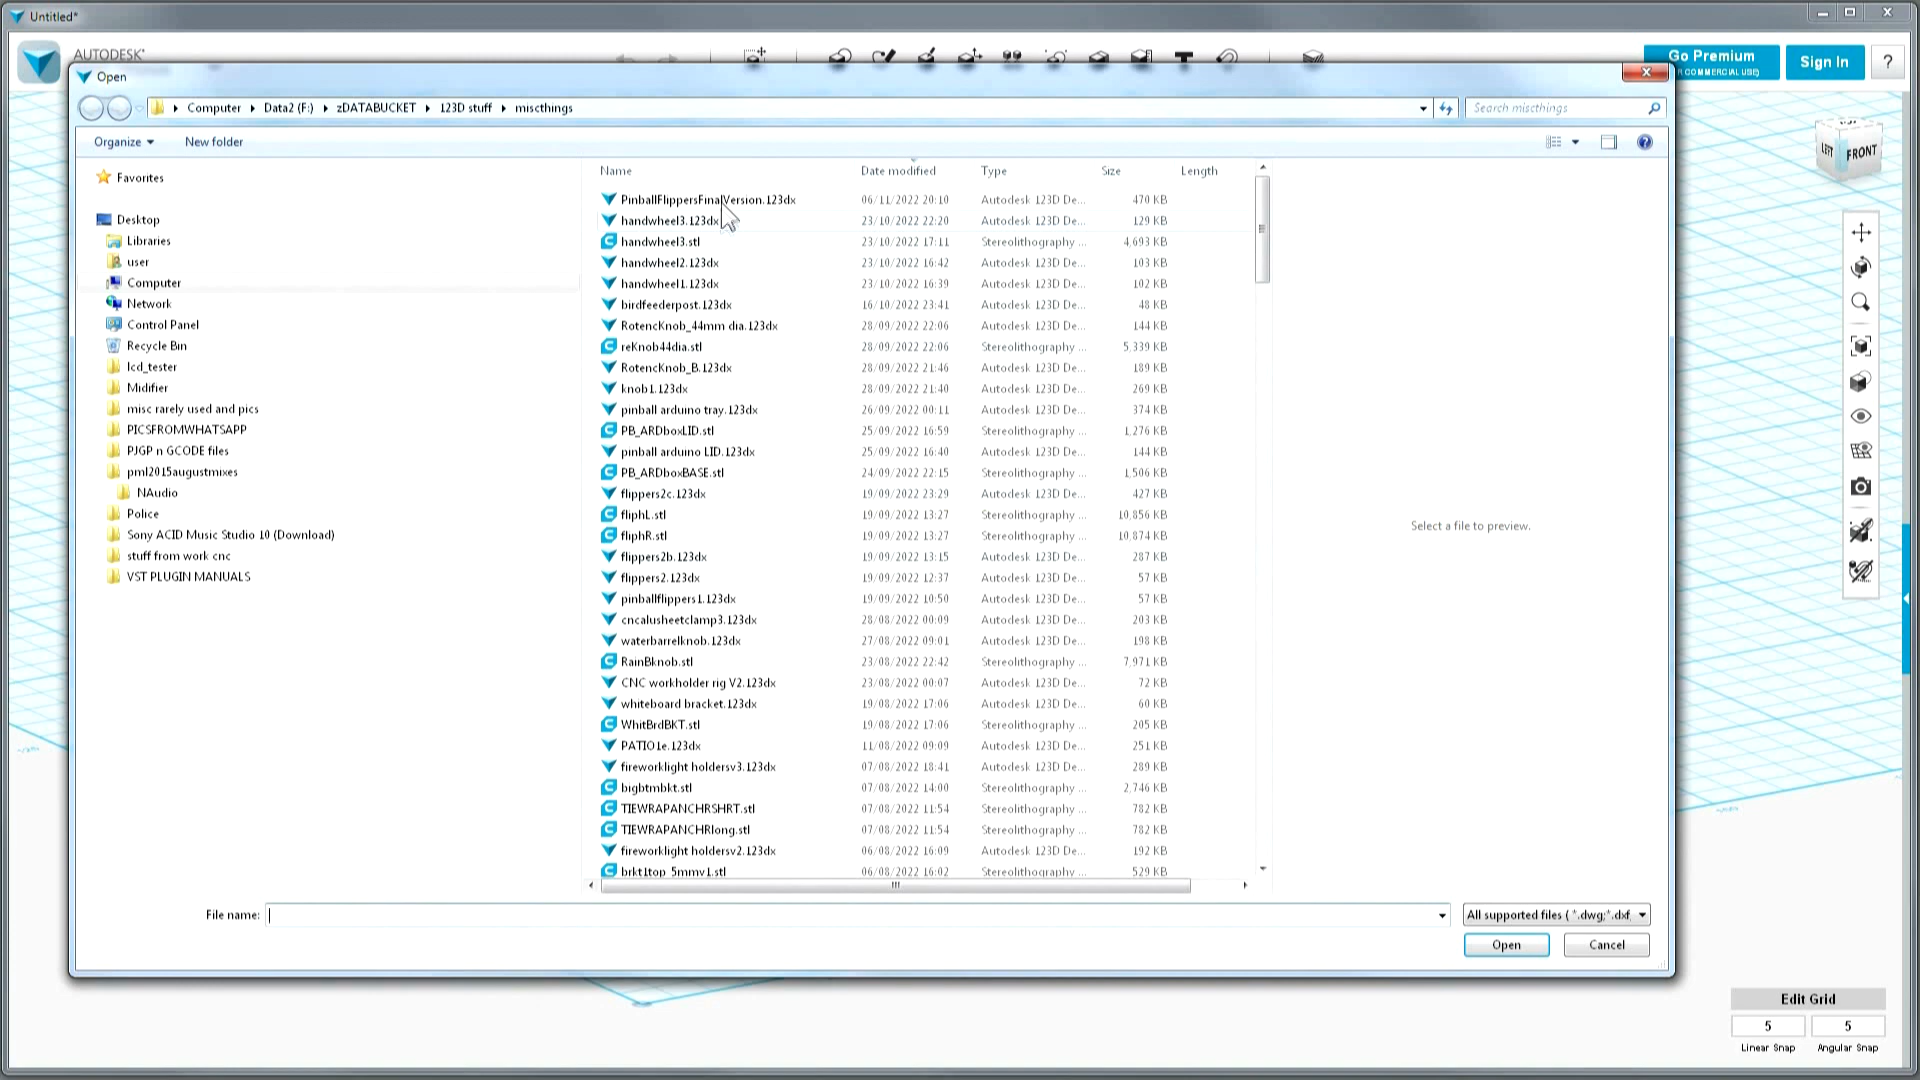 Untitled*
AUTODESK
Go Premium
Sign In
?
Open
Computer Data2 (F:) zDATABUCKET 123D stuff miscthings
Search miscthings
Organize New folder
Favorites
Desktop
Libraries
user
Computer
Network
Control Panel
Recycle Bin
lcd_tester
Midifier
misc rarely used and pics
PICSFROMWHATSAPP
PJGP n GCODE files
pml2015augustmixes
NAudio
Police
Sony ACID Music Studio 10 (Download)
stuff from work cnc
VST PLUGIN MANUALS
Name Date modified Type Size Length
PinballFlippersFinalVersion.123dx 06/11/2022 20:10 Autodesk 123D De... 470 KB
handwheel3.123dx 23/10/2022 22:20 Autodesk 123D De... 129 KB
handwheel3.stl 23/10/2022 17:11 Stereolithography ... 4,693 KB
handwheel2.123dx 23/10/2022 16:42 Autodesk 123D De... 103 KB
handwheel1.123dx 23/10/2022 16:39 Autodesk 123D De... 102 KB
birdfeederpost.123dx 16/10/2022 23:41 Autodesk 123D De... 48 KB
RotencKnob_44mm dia.123dx 28/09/2022 22:06 Autodesk 123D De... 144 KB
reKnob44dia.stl 28/09/2022 22:06 Stereolithography ... 5,339 KB
RotencKnob_B.123dx 28/09/2022 21:46 Autodesk 123D De... 189 KB
knob1.123dx 28/09/2022 21:40 Autodesk 123D De... 269 KB
pinball arduino tray.123dx 26/09/2022 00:11 Autodesk 123D De... 374 KB
PB_ARDboxLID.stl 25/09/2022 16:59 Stereolithography ... 1,276 KB
pinball arduino LID.123dx 25/09/2022 16:40 Autodesk 123D De... 144 KB
PB_ARDboxBASE.stl 24/09/2022 22:15 Stereolithography ... 1,506 KB
flippers2c.123dx 19/09/2022 23:29 Autodesk 123D De... 427 KB
fliphL.stl 19/09/2022 13:27 Stereolithography ... 10,856 KB
fliphR.stl 19/09/2022 13:27 Stereolithography ... 10,874 KB
flippers2b.123dx 19/09/2022 13:15 Autodesk 123D De... 287 KB
flippers2.123dx 19/09/2022 12:37 Autodesk 123D De... 57 KB
pinballflippers1.123dx 19/09/2022 10:50 Autodesk 123D De... 57 KB
cncalusheetclamp3.123dx 28/08/2022 00:09 Autodesk 123D De... 203 KB
waterbarrelknob.123dx 27/08/2022 09:01 Autodesk 123D De... 198 KB
RainBknob.stl 23/08/2022 22:42 Stereolithography ... 7,971 KB
CNC workholder rig V2.123dx 23/08/2022 00:07 Autodesk 123D De... 72 KB
whiteboard bracket.123dx 19/08/2022 17:06 Autodesk 123D De... 60 KB
WhitBrdBKT.stl 19/08/2022 17:06 Stereolithography ... 205 KB
PATIO1e.123dx 11/08/2022 09:09 Autodesk 123D De... 251 KB
fireworklight holdersv3.123dx 07/08/2022 18:41 Autodesk 123D De... 289 KB
bigbtmbkt.stl 07/08/2022 14:00 Stereolithography ... 2,746 KB
TIEWRAPANCHRSHRT.stl 07/08/2022 11:54 Stereolithography ... 782 KB
TIEWRAPANCHRlong.stl 07/08/2022 11:54 Stereolithography ... 782 KB
fireworklight holdersv2.123dx 06/08/2022 16:09 Autodesk 123D De... 192 KB
brkt1top_5mmv1.stl 06/08/2022 16:02 Stereolithography ... 529 KB
Select a file to preview.
LEFT FRONT
File name:
All supported files ( *.dwg;*.dxf,
Open Cancel
Edit Grid
5 5
Linear Snap Angular Snap